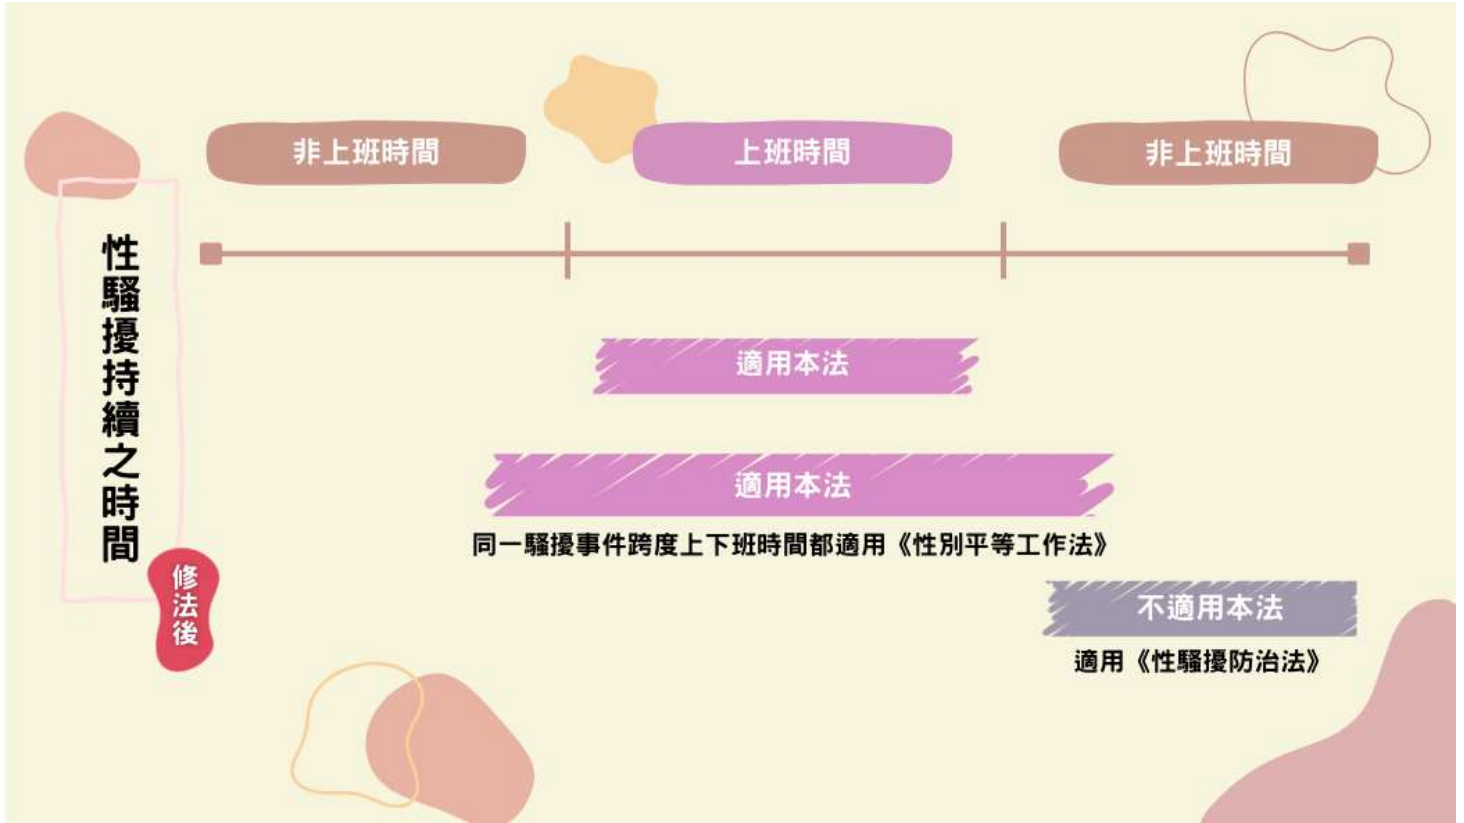 非上班時間
上班時間
非上班時間
性騷擾持續之時間
修法後
適用本法
適用本法
同一騷擾事件跨度上下班時間都適用《性別平等工作法》
不適用本法
適用《性騷擾防治法》